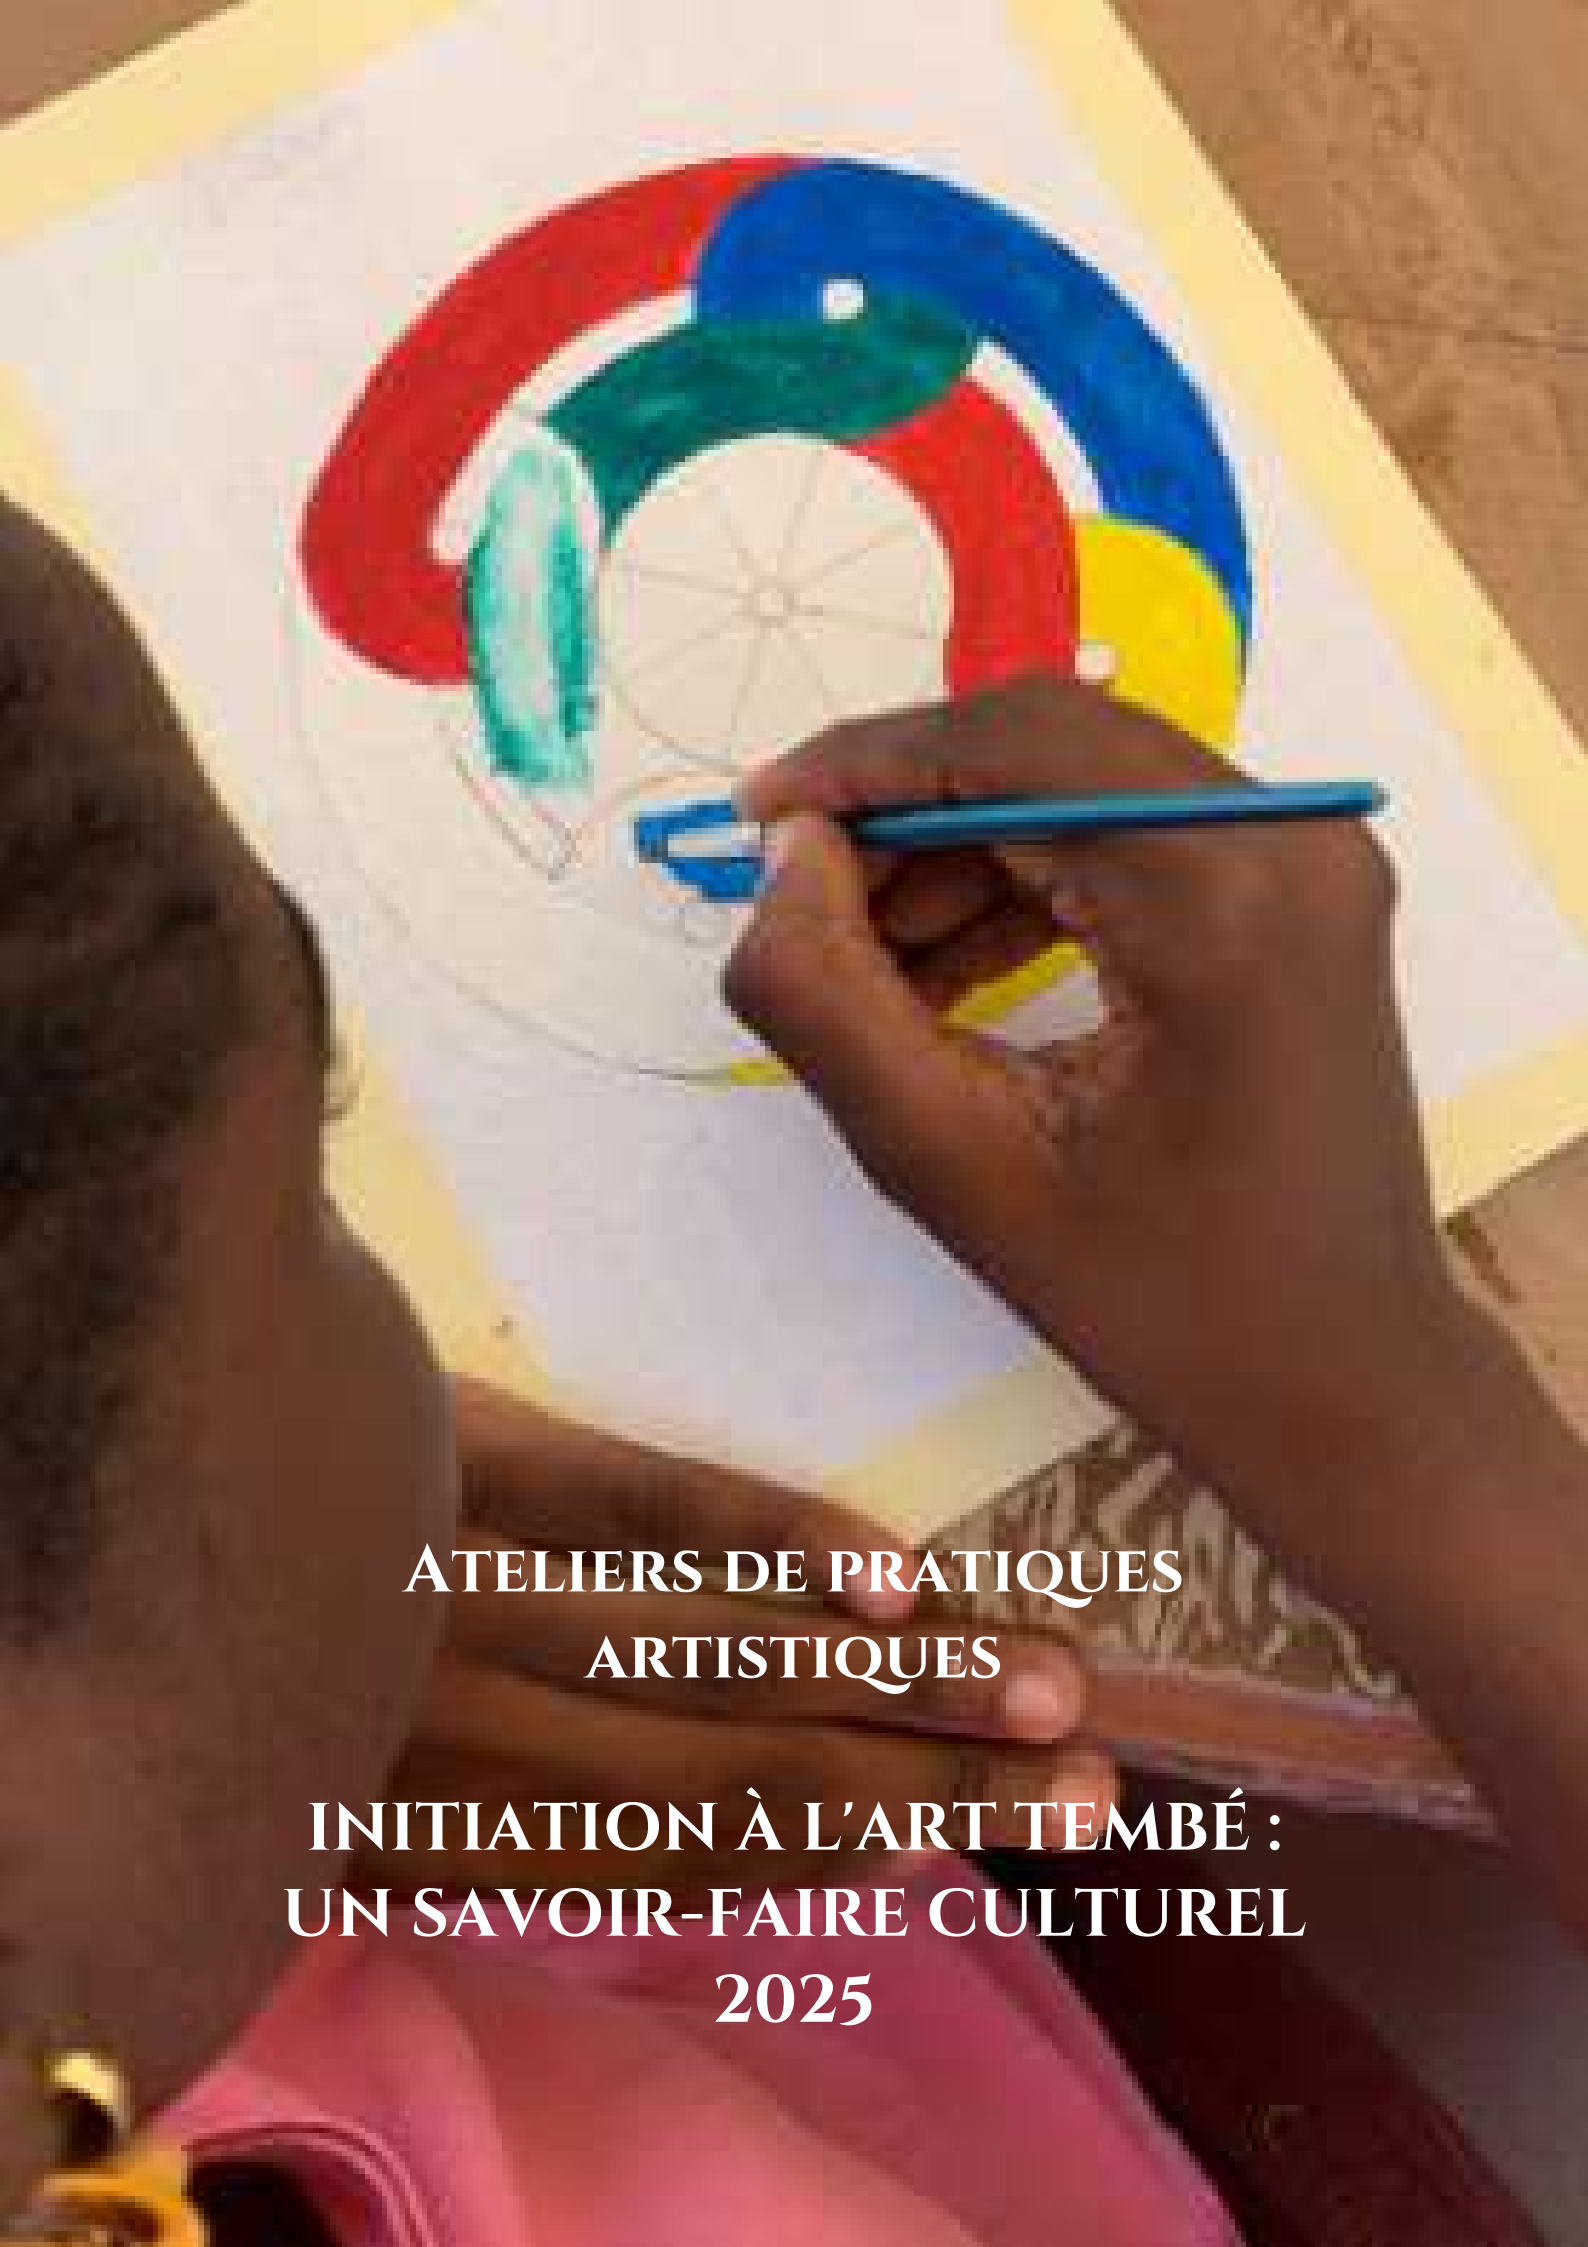 Ateliers de pratiques
artistiques
INITIATION À L'ART TEMBÉ :
UN SAVOIR-FAIRE CULTUREL
2025